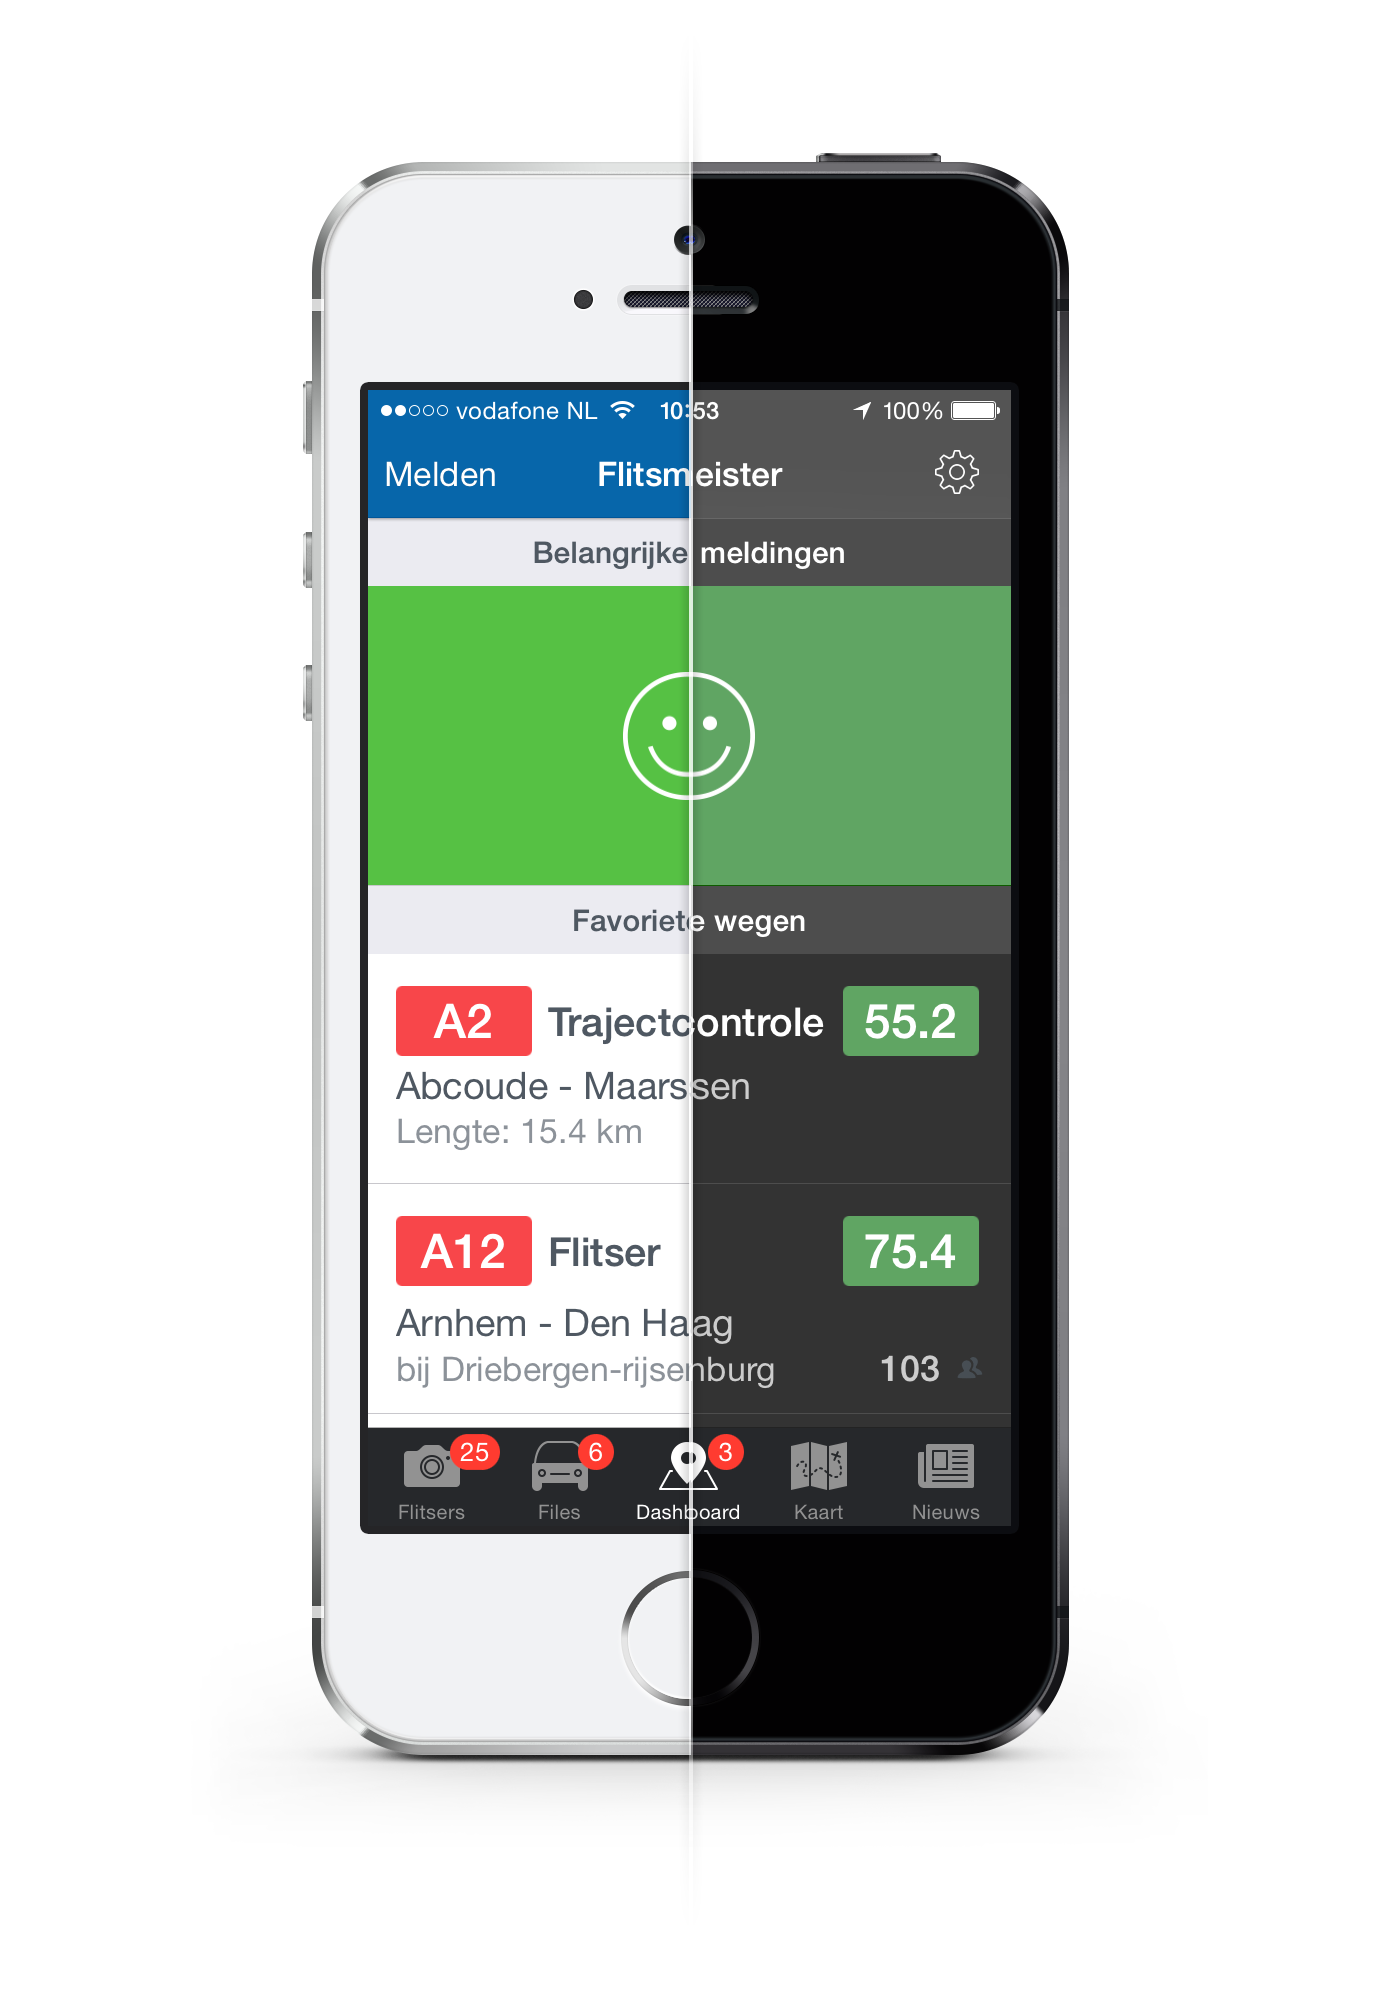 vodafone NL 10:53 100%
Melden Flitsmeister
Belangrijke meldingen
Favoriete wegen
A2 Trajectcontrole 55.2
Abcoude - Maarssen
Lengte: 15.4 km
A12 Flitser 75.4
Arnhem - Den Haag
bij Driebergen-rijsenburg 103
25 6 3
Flitsers Files Dashboard Kaart Nieuws